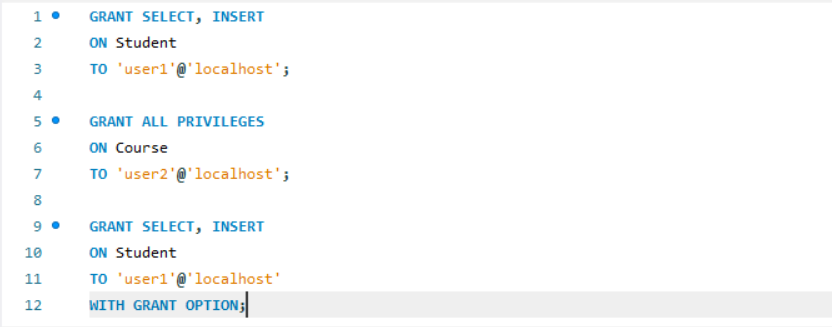 1 GRANT SELECT, INSERT
2 ON Student
3 TO 'user1'@'localhost';
4
5 GRANT ALL PRIVILEGES
6 ON Course
7 TO 'user2'@'localhost';
8
9 GRANT SELECT, INSERT
10 ON Student
11 TO 'user1'@'localhost'
12 WITH GRANT OPTION;